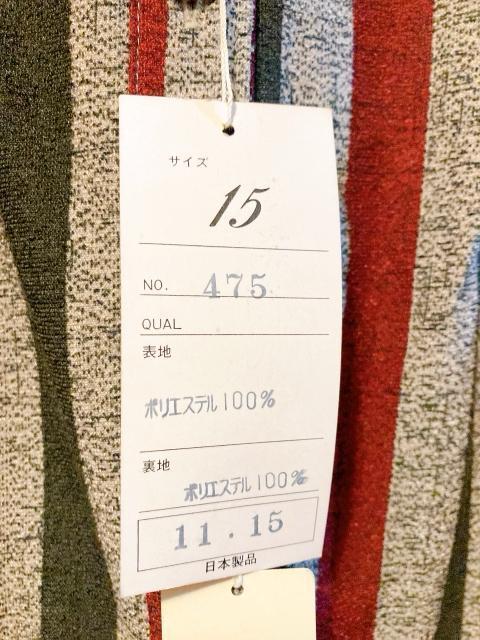 サイズ
15
NO. 475
QUAL
表地
ポリエステル100%
裏地
ポリエステル100%
11.15
日本製品